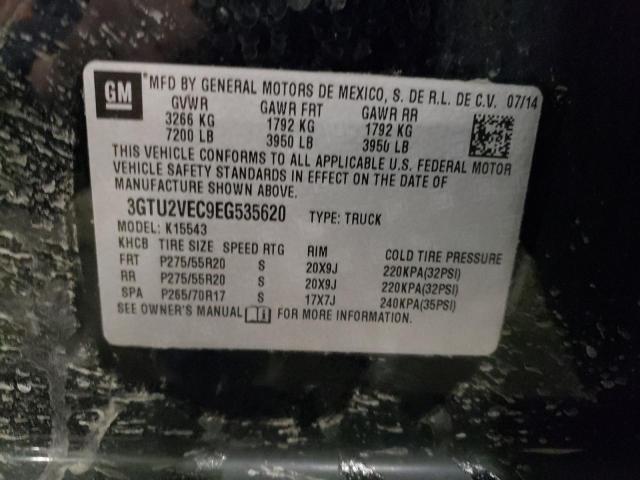 GM
*MFD BY GENERAL MOTORS DE MEXICO, S. DE R.L. DE C.V. 07/14
GVWR GAWR FRT GAWR RR
3266 KG 1792 KG 1792 KG
7200 LB 3950 LB 3950 LB
THIS VEHICLE CONFORMS TO ALL APPLICABLE U.S. FEDERAL MOTOR
VEHICLE SAFETY STANDARDS IN EFFECT ON THE DATE OF
MANUFACTURE SHOWN ABOVE.
3GTU2VEC9EG535620 TYPE: TRUCK
MODEL: K15543
KHCB TIRE SIZE SPEED RTG RIM COLD TIRE PRESSURE
FRT P275/55R20 S 20X9J 220KPA(32PSI)
RR P275/55R20 S 20X9J 220KPA(32PSI)
SPA P265/70R17 S 17X7J 240KPA(35PSI)
SEE OWNER'S MANUAL i FOR MORE INFORMATION.